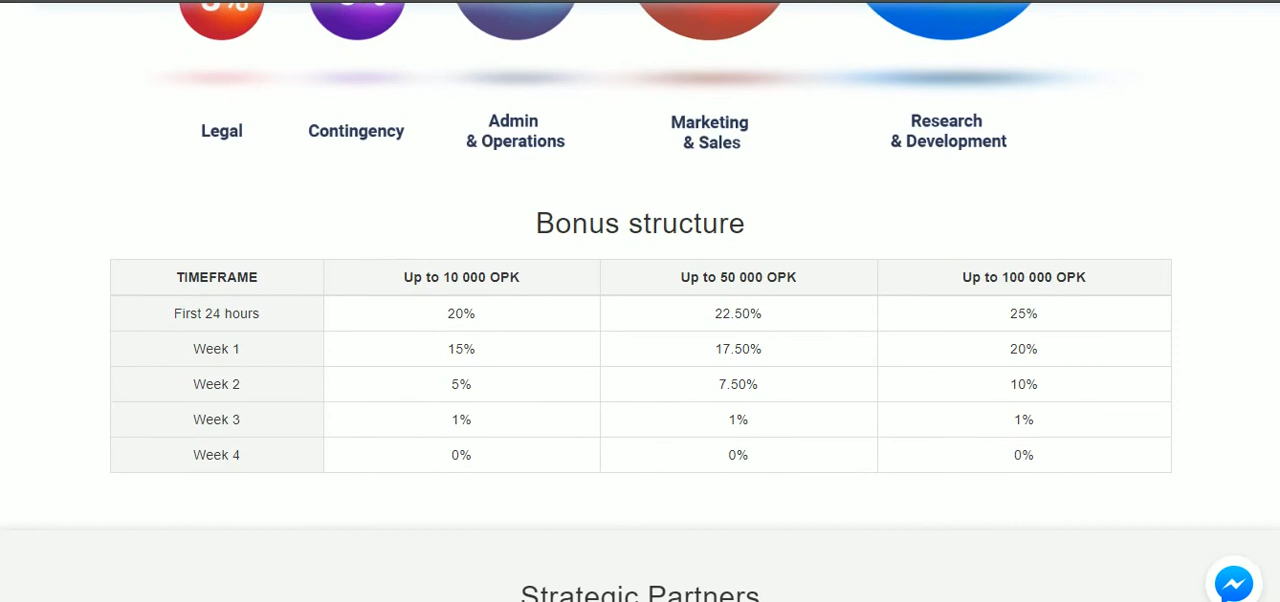 Legal
Contingency
Admin
& Operations
Marketing
& Sales
Research
& Development
Bonus structure
TIMEFRAME Up to 10 000 OPK Up to 50 000 OPK Up to 100 000 OPK
First 24 hours 20% 22.50% 25%
Week 1 15% 17.50% 20%
Week 2 5% 7.50% 10%
Week 3 1% 1% 1%
Week 4 0% 0% 0%
Strategic Partners